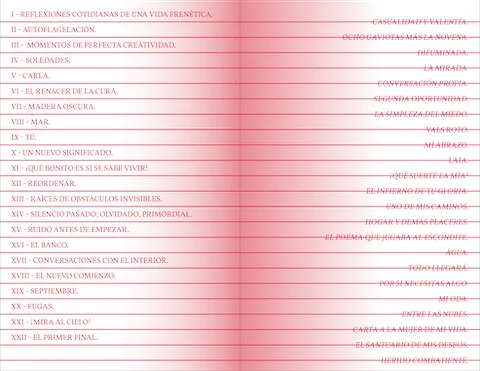 I - REFLEXIONES COTIDIANAS DE UNA VIDA FRENÉTICA.
II - AUTOFLAGELACIÓN.
III - MOMENTOS DE PERFECTA CREATIVIDAD.
IV - SOLEDADES.
V - CARLA.
VI - EL RENACER DE LA CURA.
VII - MADERA OSCURA.
VIII - MAR.
IX - TÚ.
X - UN NUEVO SIGNIFICADO.
XI - ¡QUÉ BONITO ES SI SE SABE VIVIR!
XII - REORDENAR.
XIII - RAÍCES DE OBSTÁCULOS INVISIBLES.
XIV - SILENCIO PASADO; OLVIDADO, PRIMORDIAL.
XV - RUIDO ANTES DE EMPEZAR.
XVI - EL BANCO.
XVII - CONVERSACIONES CON EL INTERIOR.
XVIII - EL NUEVO COMIENZO.
XIX - SEPTIEMBRE.
XX - FUGAS.
XXI - ¡MIRA AL CIELO!
XXII - EL PRIMER FINAL.
CASUALIDAD Y VALENTÍA.
OCHO GAVIOTAS MÁS LA NOVENA.
DIFUMINADA.
LA MIRADA.
CONVERSACIÓN PROPIA.
SEGUNDA OPORTUNIDAD.
LA SIMPLEZA DEL MIEDO.
VALS ROTO.
MI ABRAZO.
LAIA.
¡QUÉ SUERTE LA MÍA!
EL INFIERNO DE TU GLORIA.
UNO DE MIS CAMINOS.
HOGAR Y DEMÁS PLACERES.
EL POEMA QUE JUGABA AL ESCONDITE.
AGUA.
TODO LLEGARÁ.
POR SI NECESITAS ALGO.
MI ODA.
ENTRE LAS NUBES.
CARTA A LA MUJER DE MI VIDA.
EL SANTUARIO DE MIS DESEOS.
HERIDO COMBATIENTE.